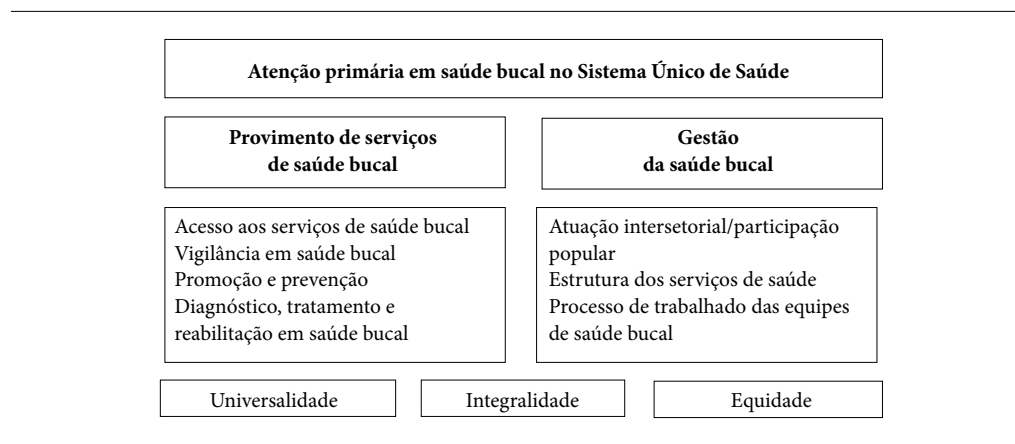 Atenção primária em saúde bucal no Sistema Único de Saúde
Provimento de serviços
de saúde bucal
Gestão
da saúde bucal
Acesso aos serviços de saúde bucal
Vigilância em saúde bucal
Promoção e prevenção
Diagnóstico, tratamento e
reabilitação em saúde bucal
Atuação intersetorial/participação
popular
Estrutura dos serviços de saúde
Processo de trabalhado das equipes
de saúde bucal
Universalidade
Integralidade
Equidade